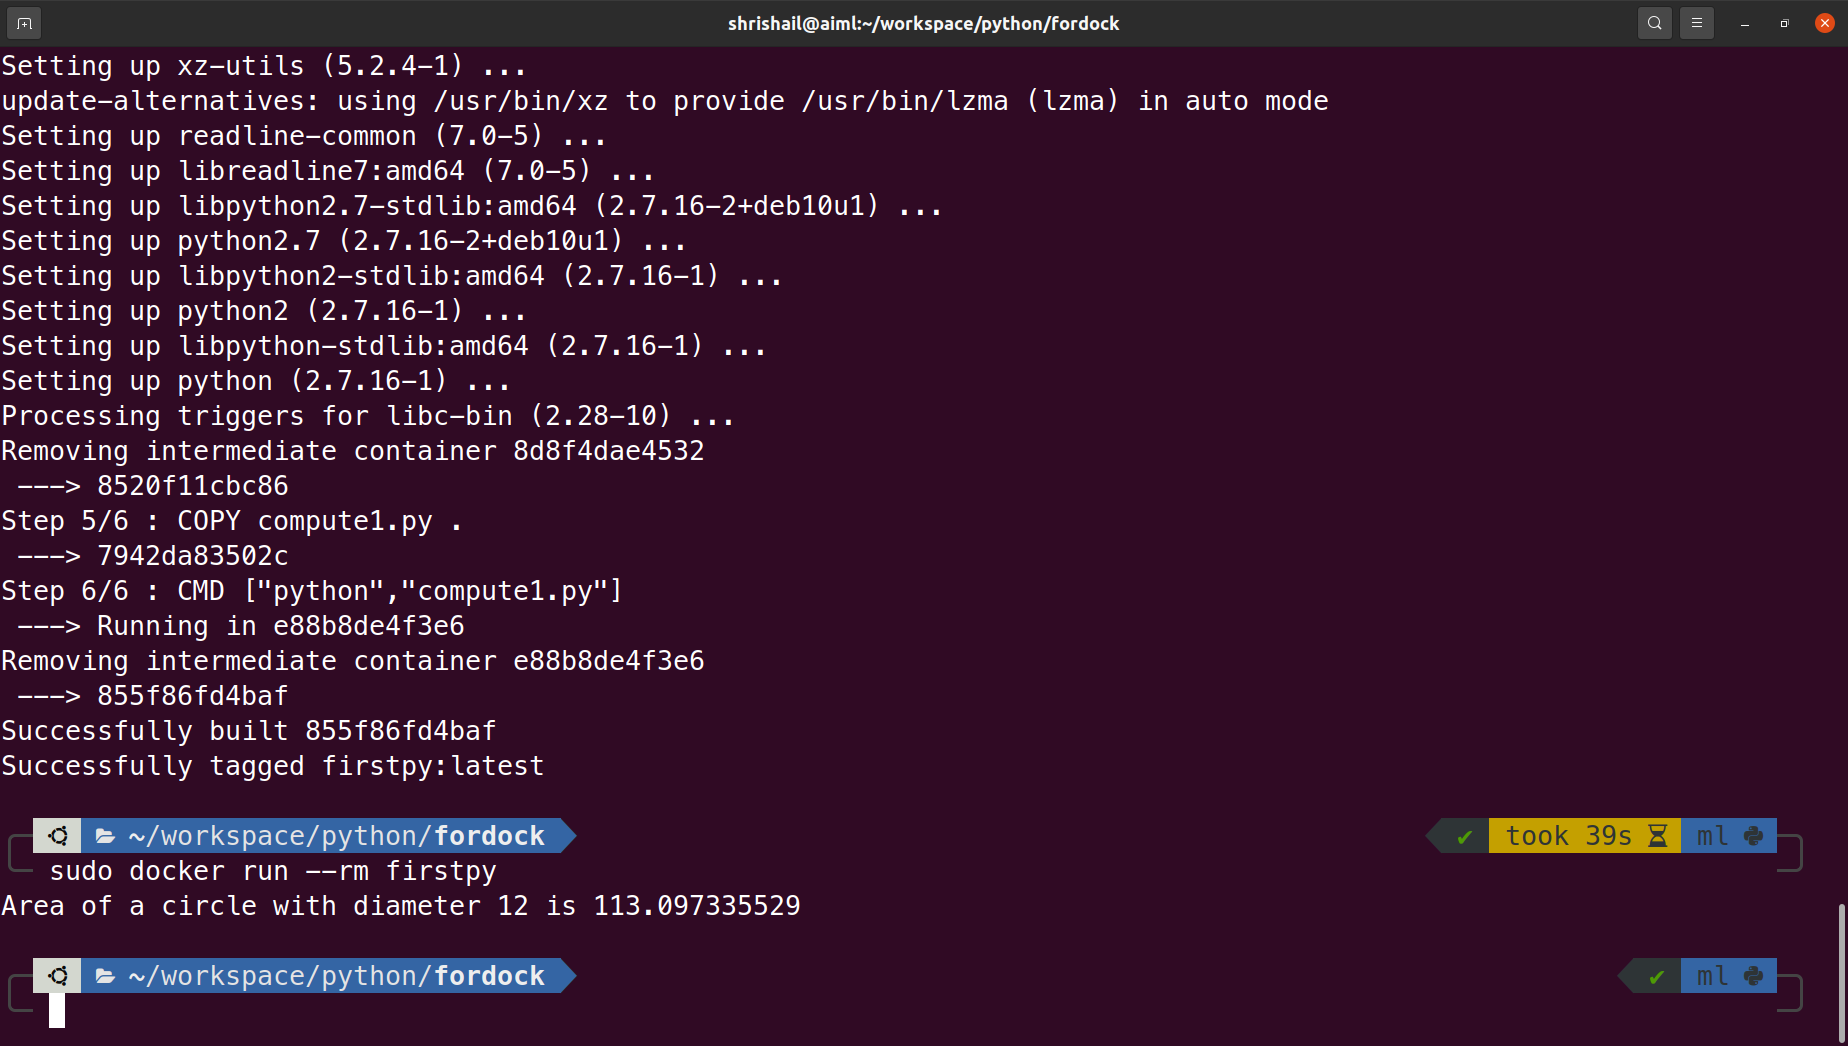 shrishail@aiml:~/workspace/python/fordock
Setting up xz-utils (5.2.4-1) ...
update-alternatives: using /usr/bin/xz to provide /usr/bin/lzma (lzma) in auto mode
Setting up readline-common (7.0-5) ...
Setting up libreadline7:amd64 (7.0-5) ...
Setting up libpython2.7-stdlib:amd64 (2.7.16-2+deb10u1) ...
Setting up python2.7 (2.7.16-2+deb10u1) ...
Setting up libpython2-stdlib:amd64 (2.7.16-1) ...
Setting up python2 (2.7.16-1) ...
Setting up libpython-stdlib:amd64 (2.7.16-1) ...
Setting up python (2.7.16-1) ...
Processing triggers for libc-bin (2.28-10) ...
Removing intermediate container 8d8f4dae4532
 ---> 8520f11cbc86
Step 5/6 : COPY compute1.py .
 ---> 7942da83502c
Step 6/6 : CMD ["python","compute1.py"]
 ---> Running in e88b8de4f3e6
Removing intermediate container e88b8de4f3e6
 ---> 855f86fd4baf
Successfully built 855f86fd4baf
Successfully tagged firstpy:latest
~/workspace/python/fordock ✔ took 39s ml
sudo docker run --rm firstpy
Area of a circle with diameter 12 is 113.097335529
~/workspace/python/fordock ✔ ml